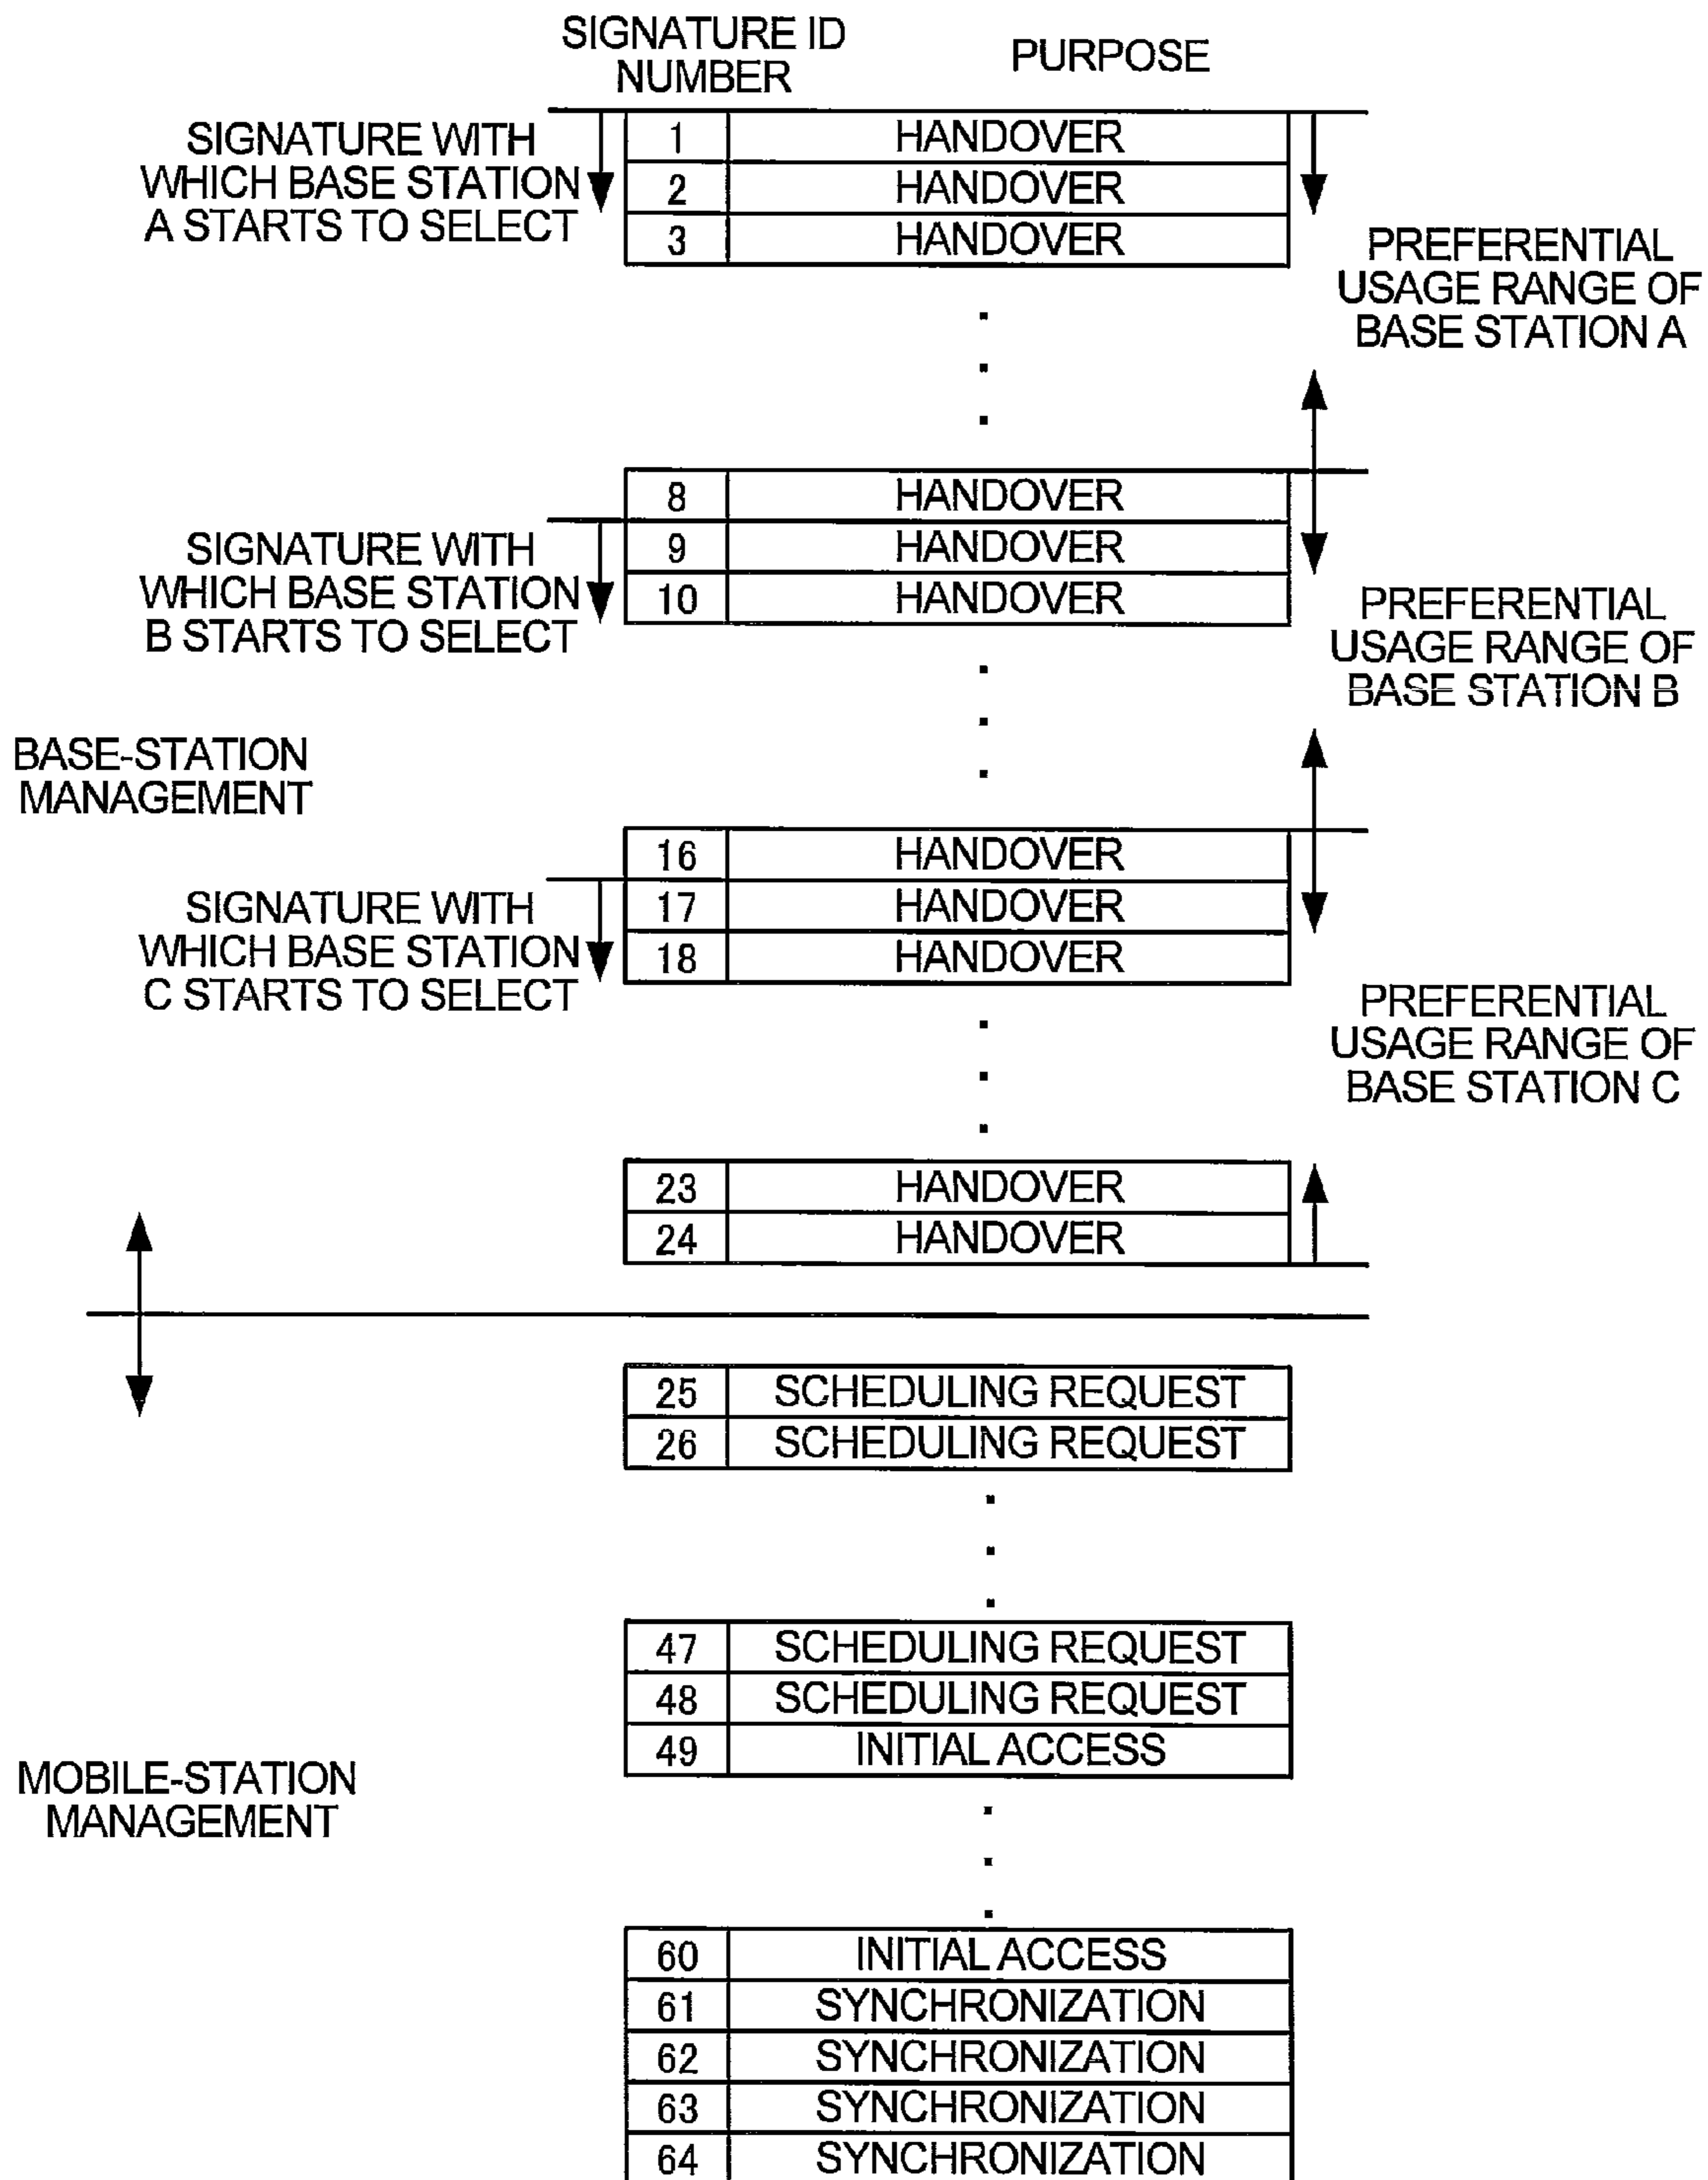 SIGNATURE ID
NUMBER
PURPOSE
SIGNATURE WITH
WHICH BASE STATION
A STARTS TO SELECT
1 HANDOVER
2 HANDOVER
3 HANDOVER
PREFERENTIAL
USAGE RANGE OF
BASE STATION A
8 HANDOVER
9 HANDOVER
10 HANDOVER
SIGNATURE WITH
WHICH BASE STATION
B STARTS TO SELECT
PREFERENTIAL
USAGE RANGE OF
BASE STATION B
BASE-STATION
MANAGEMENT
16 HANDOVER
17 HANDOVER
18 HANDOVER
SIGNATURE WITH
WHICH BASE STATION
C STARTS TO SELECT
PREFERENTIAL
USAGE RANGE OF
BASE STATION C
23 HANDOVER
24 HANDOVER
25 SCHEDULING REQUEST
26 SCHEDULING REQUEST
47 SCHEDULING REQUEST
48 SCHEDULING REQUEST
49 INITIAL ACCESS
MOBILE-STATION
MANAGEMENT
60 INITIAL ACCESS
61 SYNCHRONIZATION
62 SYNCHRONIZATION
63 SYNCHRONIZATION
64 SYNCHRONIZATION